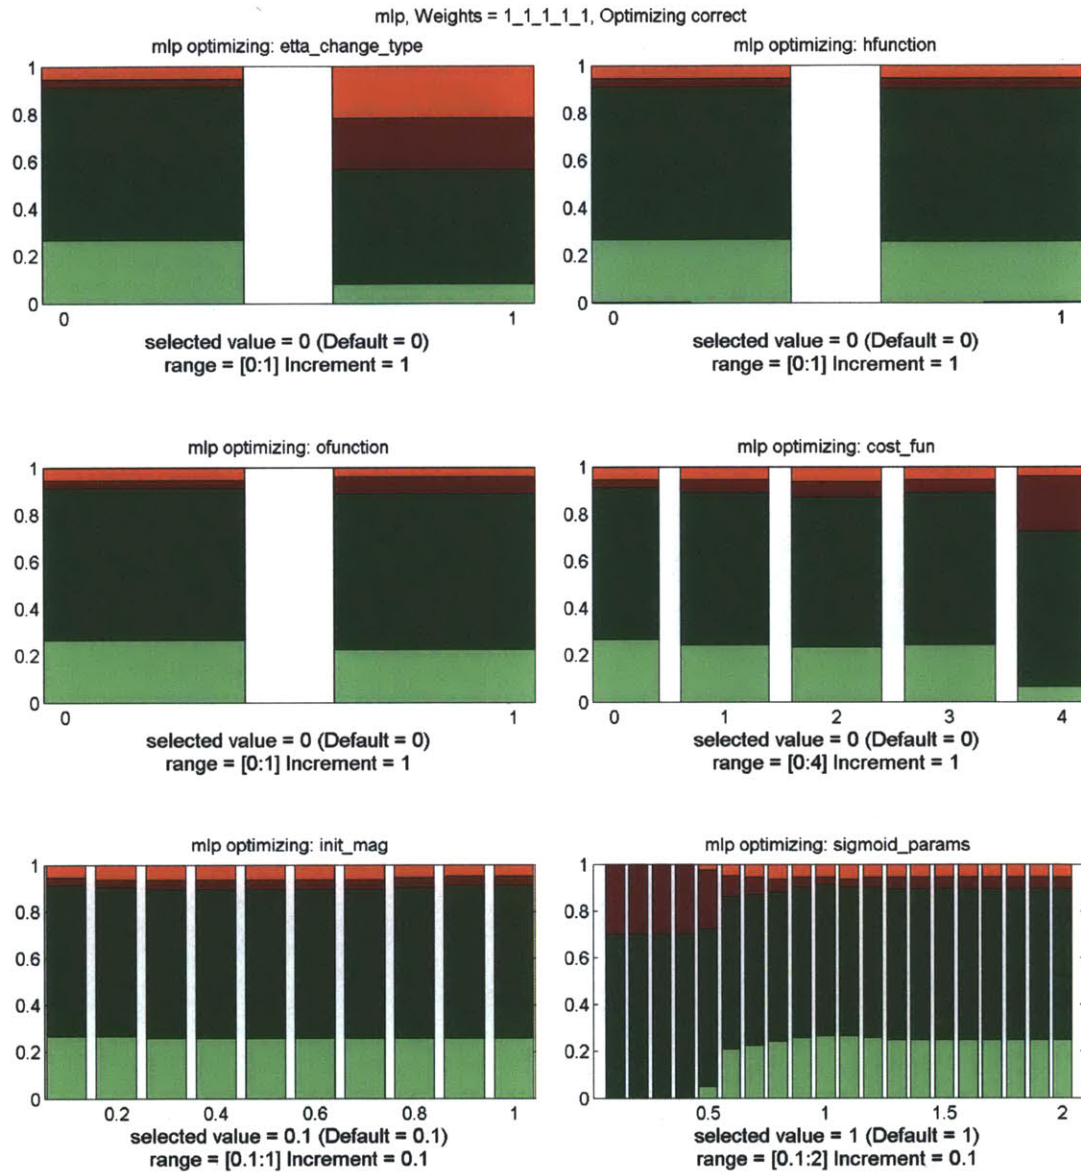 mlp, Weights = 1_1_1_1_1, Optimizing correct
mlp optimizing: etta_change_type
1
0.8
0.6
0.4
0.2
0
0 1
selected value = 0 (Default = 0)
range = [0:1] Increment = 1
mlp optimizing: hfunction
1
0.8
0.6
0.4
0.2
0
0 1
selected value = 0 (Default = 0)
range = [0:1] Increment = 1
mlp optimizing: ofunction
1
0.8
0.6
0.4
0.2
0
0 1
selected value = 0 (Default = 0)
range = [0:1] Increment = 1
mlp optimizing: cost_fun
1
0.8
0.6
0.4
0.2
0
0 1 2 3 4
selected value = 0 (Default = 0)
range = [0:4] Increment = 1
mlp optimizing: init_mag
1
0.8
0.6
0.4
0.2
0
0.2 0.4 0.6 0.8 1
selected value = 0.1 (Default = 0.1)
range = [0.1:1] Increment = 0.1
mlp optimizing: sigmoid_params
1
0.8
0.6
0.4
0.2
0
0.5 1 1.5 2
selected value = 1 (Default = 1)
range = [0.1:2] Increment = 0.1